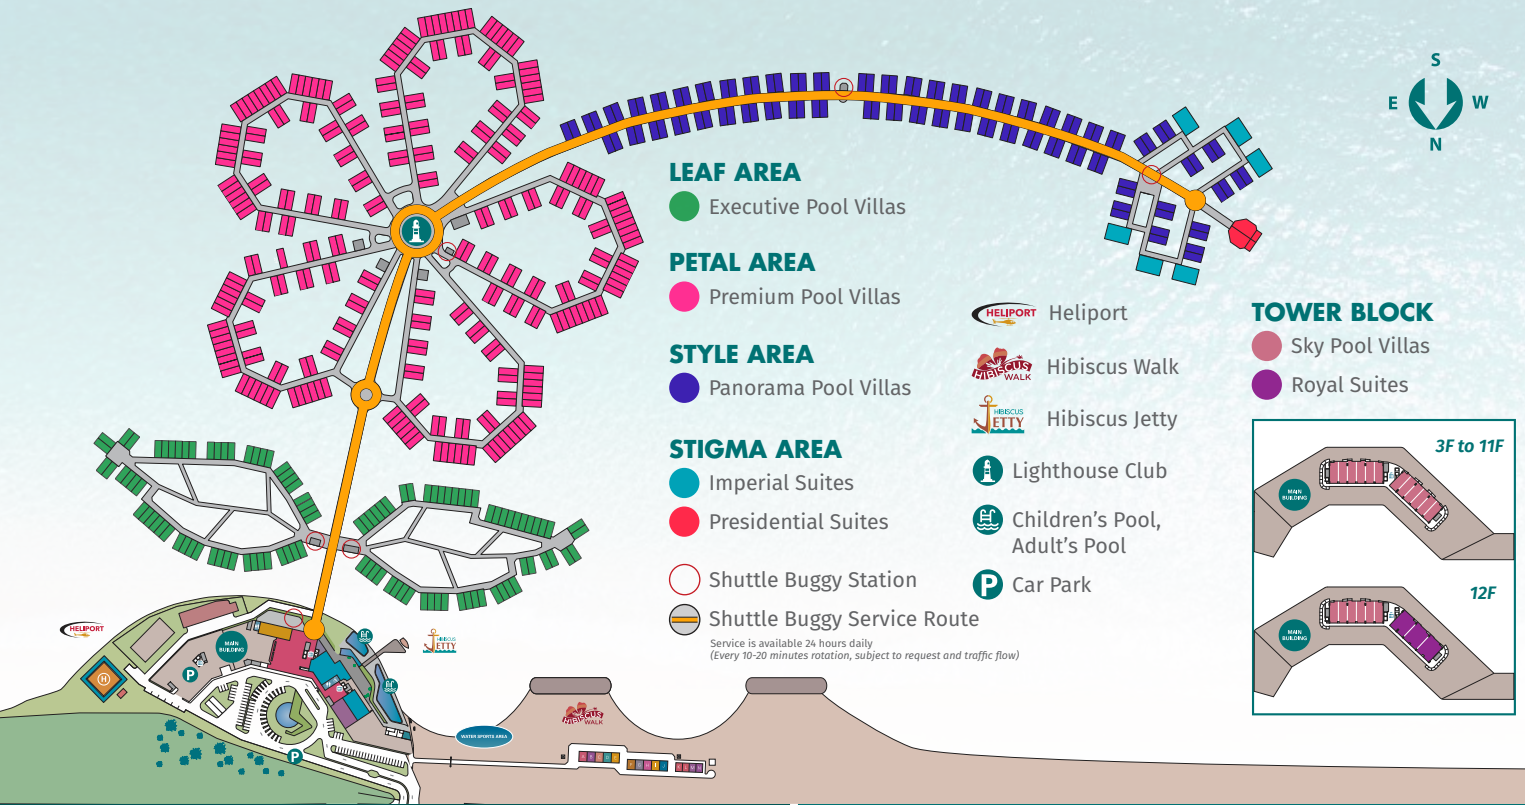 S
E W
N
LEAF AREA
Executive Pool Villas
PETAL AREA
Premium Pool Villas
STYLE AREA
Panorama Pool Villas
STIGMA AREA
Imperial Suites
Presidential Suites
Shuttle Buggy Station
Shuttle Buggy Service Route
Service is available 24 hours daily
(Every 10-20 minutes rotation, subject to request and traffic flow)
HELIPORT
Heliport
HIBISCUS
WALK
Hibiscus Walk
HIBISCUS
JETTY
Hibiscus Jetty
Lighthouse Club
Children's Pool,
Adult's Pool
P
Car Park
TOWER BLOCK
Sky Pool Villas
Royal Suites
3F to 11F
MAIN
BUILDING
12F
MAIN
BUILDING
HELIPORT
H
MAIN
BUILDING
P
P
HIBISCUS
JETTY
WATER SPORTS AREA
HIBISCUS
WALK